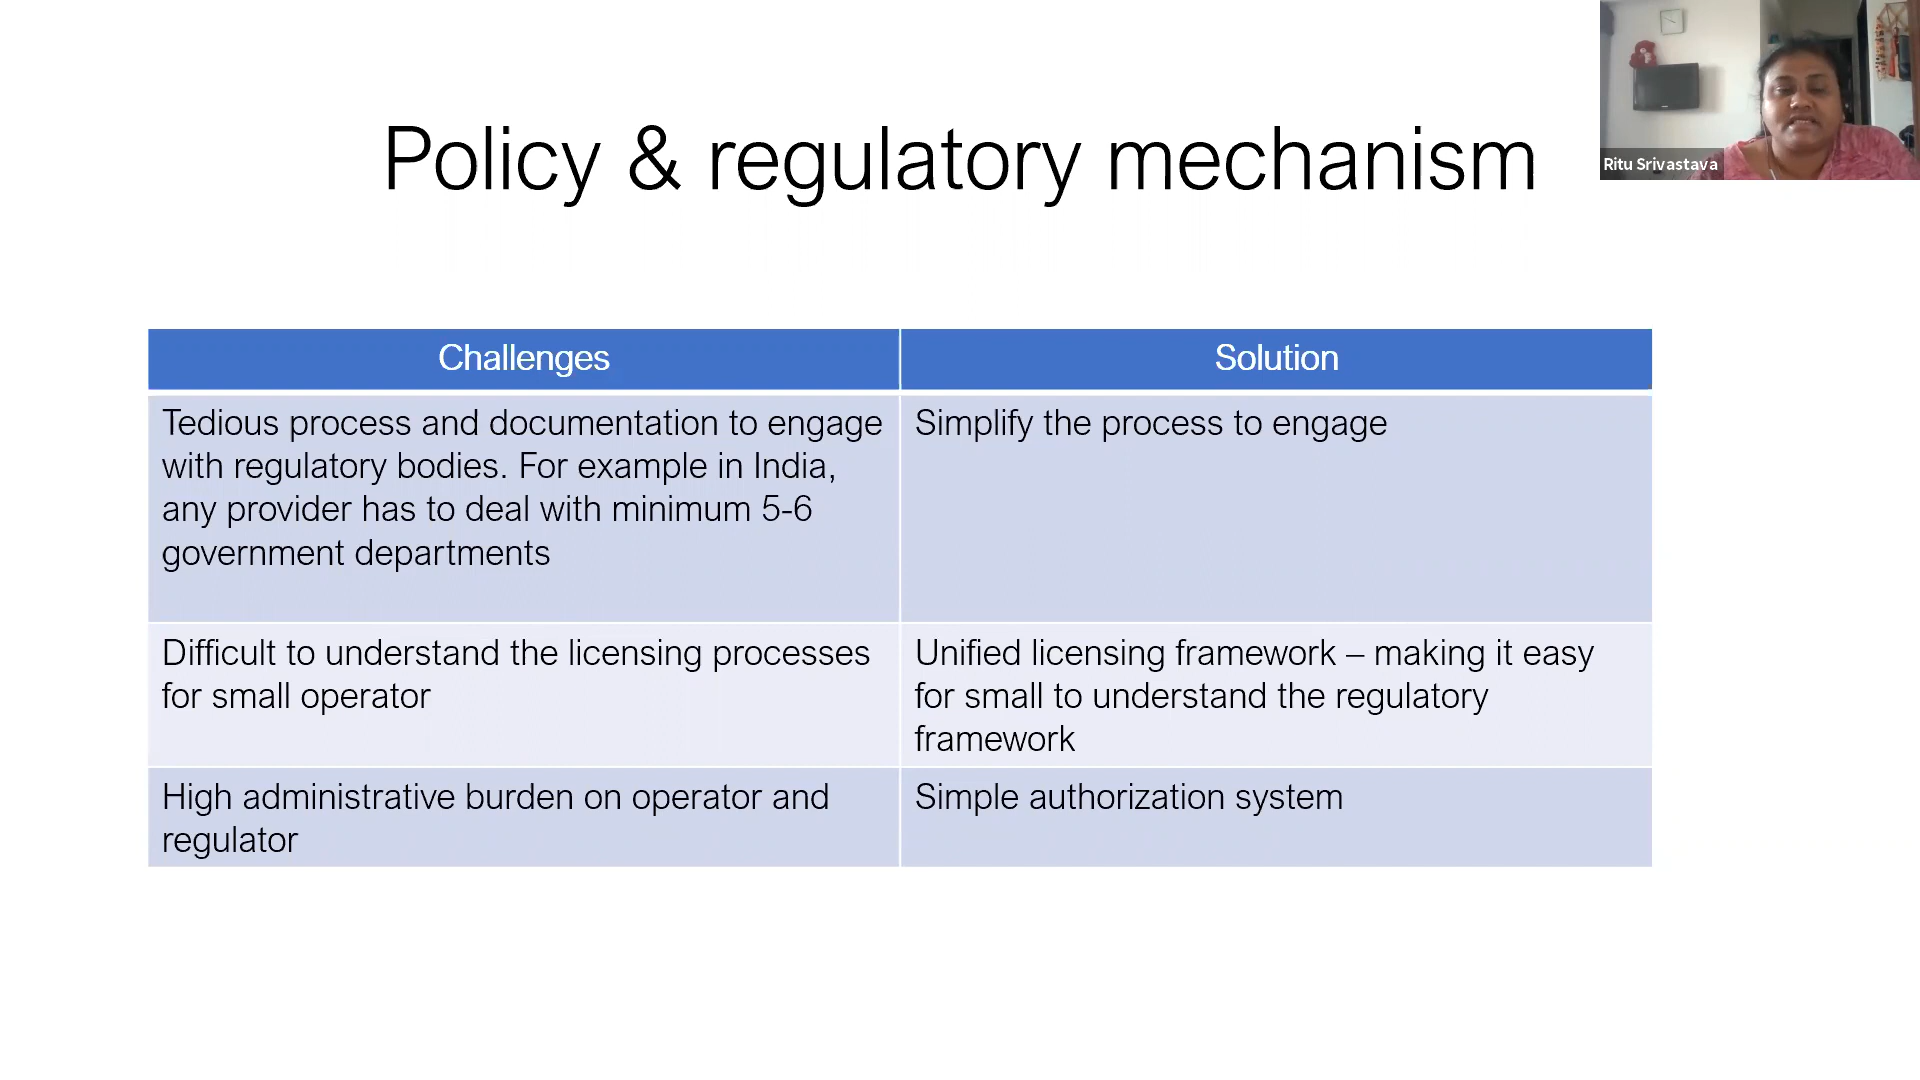 Policy & regulatory mechanism
Ritu Srivastava
Challenges
Solution
Tedious process and documentation to engage
with regulatory bodies. For example in India,
any provider has to deal with minimum 5-6
government departments
Simplify the process to engage
Difficult to understand the licensing processes
for small operator
Unified licensing framework – making it easy
for small to understand the regulatory
framework
High administrative burden on operator and
regulator
Simple authorization system